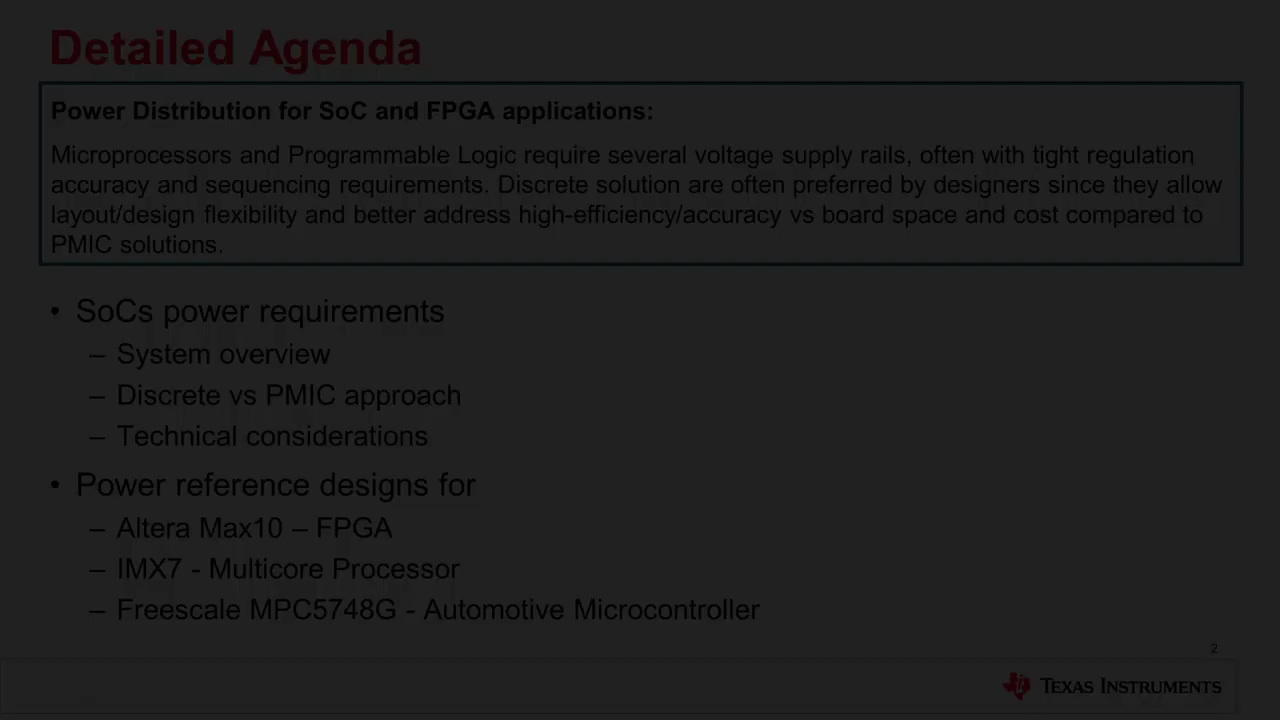 Detailed Agenda
Power Distribution for SoC and FPGA applications:
Microprocessors and Programmable Logic require several voltage supply rails, often with tight regulation
accuracy and sequencing requirements. Discrete solution are often preferred by designers since they allow
layout/design flexibility and better address high-efficiency/accuracy vs board space and cost compared to
PMIC solutions.
• SoCs power requirements
– System overview
– Discrete vs PMIC approach
– Technical considerations
• Power reference designs for
– Altera Max10 – FPGA
– IMX7 - Multicore Processor
– Freescale MPC5748G - Automotive Microcontroller
2
TEXAS INSTRUMENTS